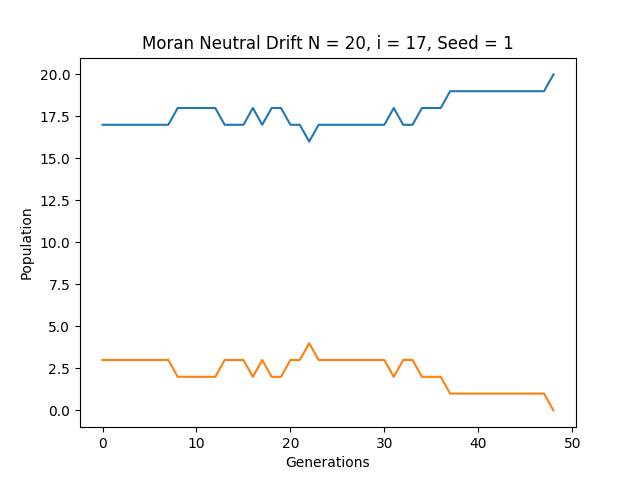 Moran Neutral Drift N = 20, i = 17, Seed = 1
20.0
17.5
15.0
12.5
10.0
7.5
5.0
2.5
0.0
Population
0 10 20 30 40 50
Generations